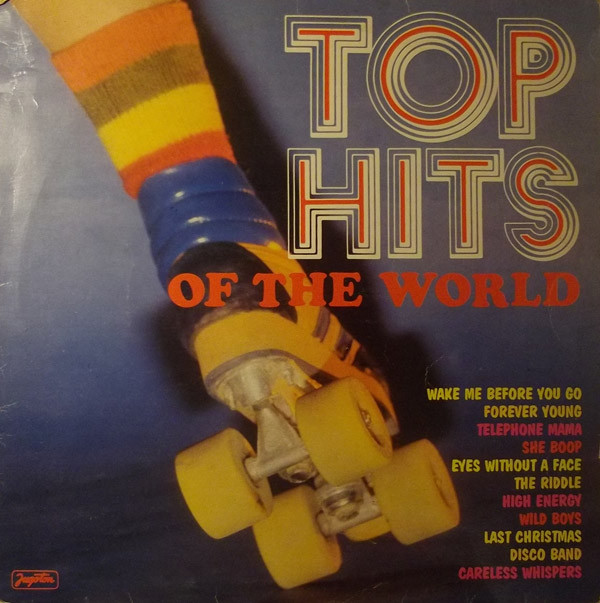 TOP
HITS
OF THE WORLD
WAKE ME BEFORE YOU GO
FOREVER YOUNG
TELEPHONE MAMA
SHE BOOP
EYES WITHOUT A FACE
THE RIDDLE
HIGH ENERGY
WILD BOYS
LAST CHRISTMAS
DISCO BAND
CARELESS WHISPERS
Jugoton